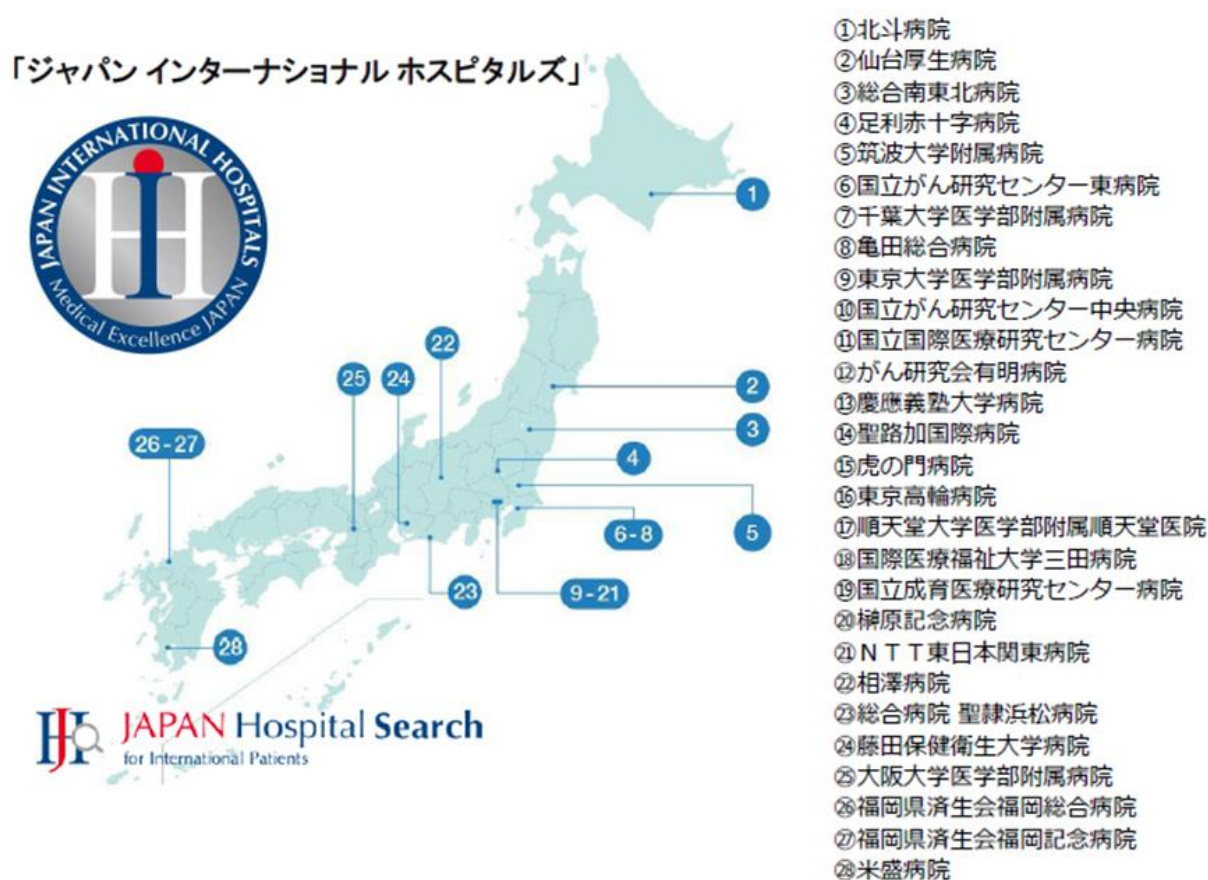 「ジャパン インターナショナル ホスピタルズ」
JAPAN INTERNATIONAL HOSPITALS
Medical Excellence JAPAN
1
22
25
24
2
3
26-27
4
6-8
5
23
9-21
28
JAPAN Hospital Search
for International Patients
①北斗病院
②仙台厚生病院
③総合南東北病院
④足利赤十字病院
⑤筑波大学附属病院
⑥国立がん研究センター東病院
⑦千葉大学医学部附属病院
⑧亀田総合病院
⑨東京大学医学部附属病院
⑩国立がん研究センター中央病院
⑪国立国際医療研究センター病院
⑫がん研究会有明病院
⑬慶應義塾大学病院
⑭聖路加国際病院
⑮虎の門病院
⑯東京高輪病院
⑰順天堂大学医学部附属順天堂医院
⑱国際医療福祉大学三田病院
⑲国立成育医療研究センター病院
⑳榊原記念病院
㉑ＮＴＴ東日本関東病院
㉒相澤病院
㉓総合病院 聖隷浜松病院
㉔藤田保健衛生大学病院
㉕大阪大学医学部附属病院
㉖福岡県済生会福岡総合病院
㉗福岡県済生会福岡記念病院
㉘米盛病院